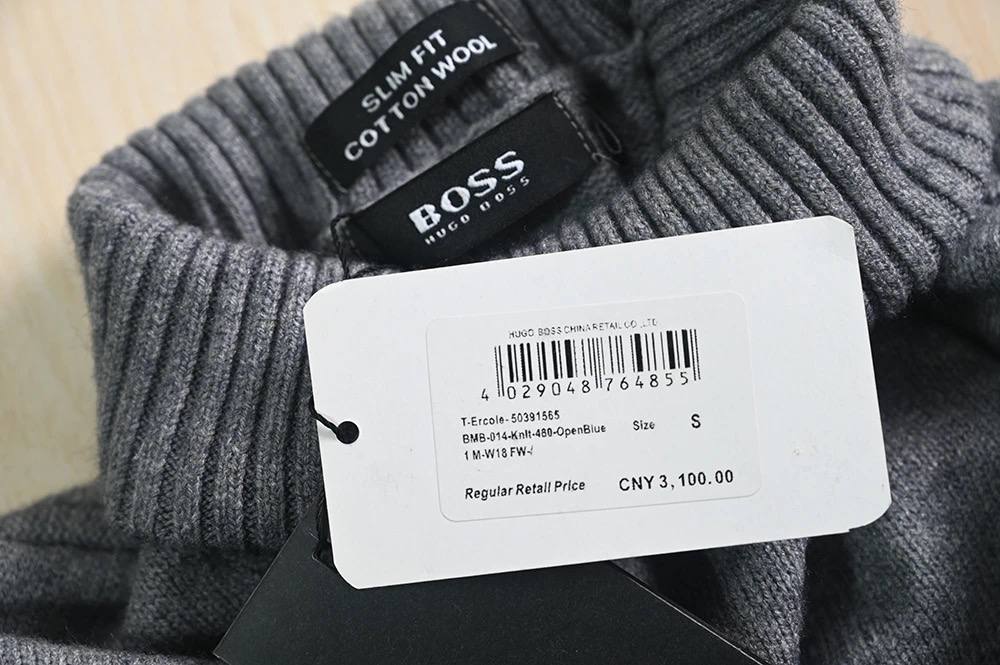 SLIM FIT
COTTON WOOL
BOSS
HUGO BOSS
HUGO BOSS CHINA RETAIL CO.,LTD
4 029048 764855
T-Ercole- 50391565
BMB-014-Knit-480-OpenBlue
Size S
1 M-W18 FW-/
Regular Retail Price CNY 3,100.00